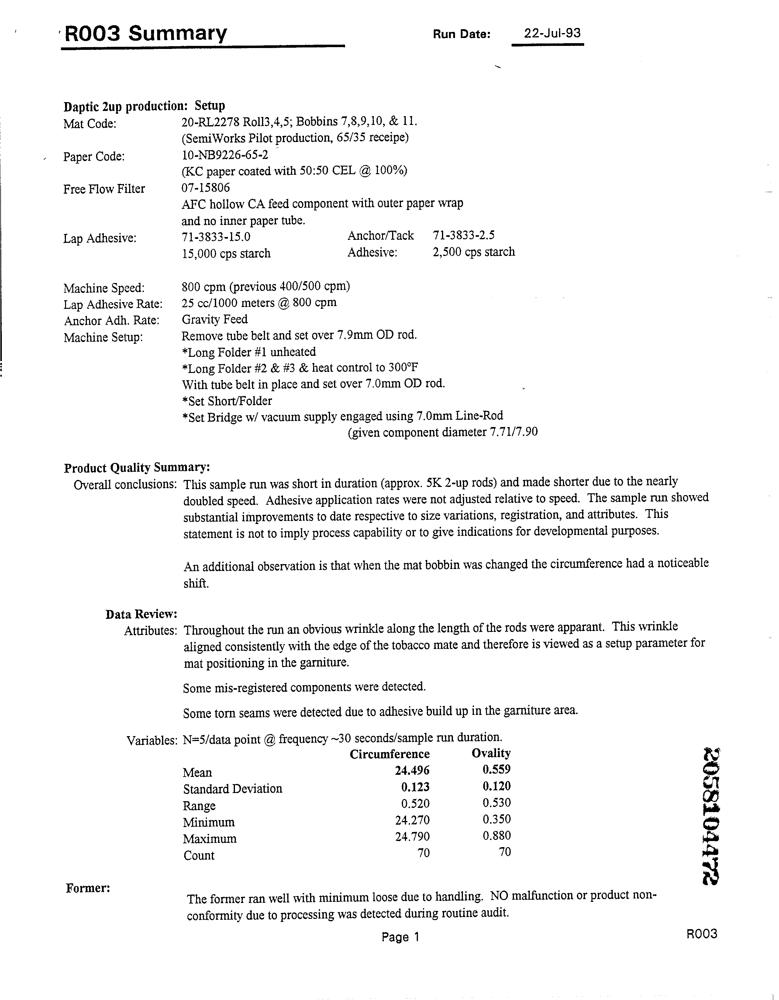 R003 Summary Run Date: 22-Jul-93
Daptic 2up production: Setup
Mat Code: 20-RL2278 Roll3,4,5; Bobbins 7,8,9,10, & 11.
(SemiWorks Pilot production, 65/35 receipe)
Paper Code: 10-NB9226-65-2
(KC paper coated with 50:50 CEL @ 100%)
Free Flow Filter 07-15806
AFC hollow CA feed component with outer paper wrap
and no inner paper tube.
Lap Adhesive: 71-3833-15.0 Anchor/Tack 71-3833-2.5
15,000 cps starch Adhesive: 2,500 cps starch
Machine Speed: 800 cpm (previous 400/500 cpm)
Lap Adhesive Rate: 25 cc/1000 meters @ 800 cpm
Anchor Adh. Rate: Gravity Feed
Machine Setup: Remove tube belt and set over 7.9mm OD rod.
*Long Folder #1 unheated
*Long Folder #2 & #3 & heat control to 300°F
With tube belt in place and set over 7.0mm OD rod.
*Set Short/Folder
*Set Bridge w/ vacuum supply engaged using 7.0mm Line-Rod
(given component diameter 7.71/7.90
Product Quality Summary:
Overall conclusions: This sample run was short in duration (approx. 5K 2-up rods) and made shorter due to the nearly
doubled speed. Adhesive application rates were not adjusted relative to speed. The sample run showed
substantial improvements to date respective to size variations, registration, and attributes. This
statement is not to imply process capability or to give indications for developmental purposes.
An additional observation is that when the mat bobbin was changed the circumference had a noticeable
shift.
Data Review:
Attributes: Throughout the run an obvious wrinkle along the length of the rods were apparant. This wrinkle
aligned consistently with the edge of the tobacco mate and therefore is viewed as a setup parameter for
mat positioning in the garniture.
Some mis-registered components were detected.
Some torn seams were detected due to adhesive build up in the garniture area.
Variables: N=5/data point @ frequency ~30 seconds/sample run duration.
Circumference Ovality
Mean 24.496 0.559
Standard Deviation 0.123 0.120
Range 0.520 0.530
Minimum 24.270 0.350
Maximum 24.790 0.880
Count 70 70
Former:
The former ran well with minimum loose due to handling. NO malfunction or product non-
conformity due to processing was detected during routine audit.
Page 1 R003
2058104472